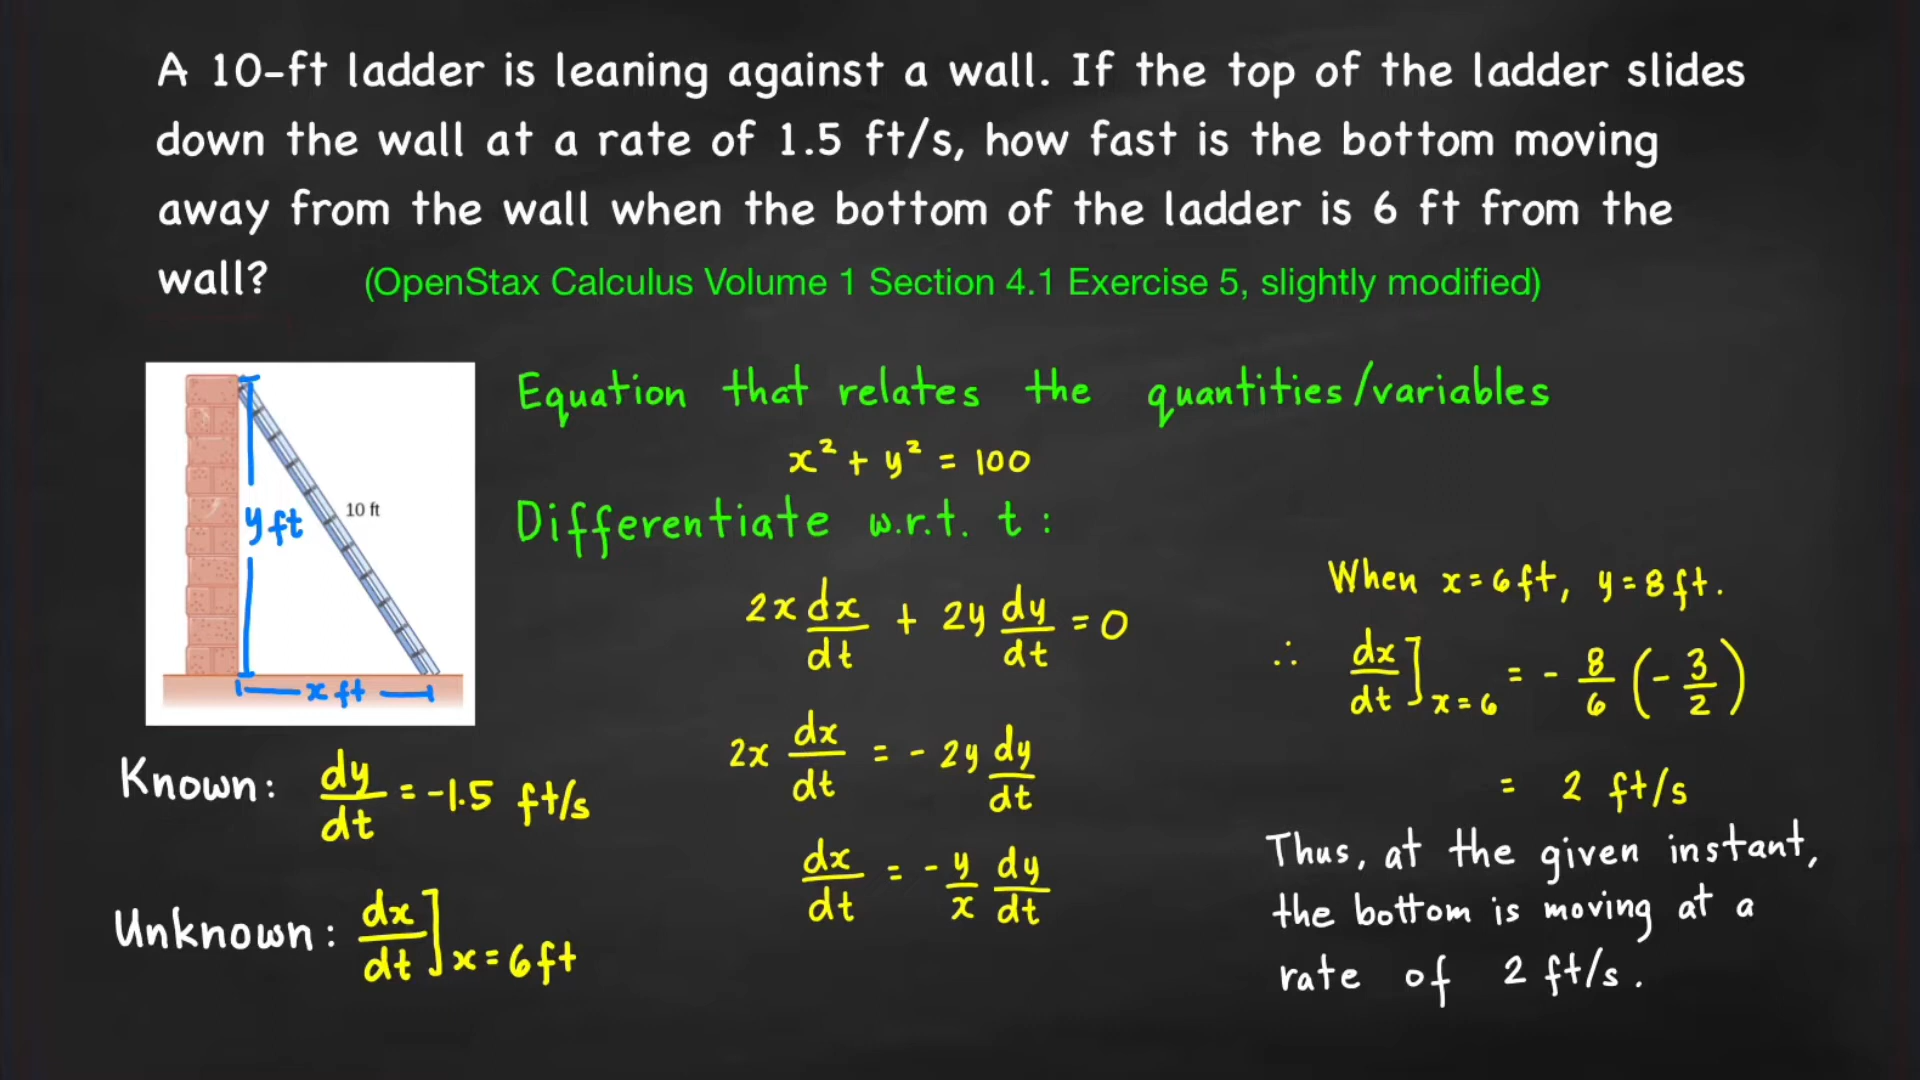 A 10-ft ladder is leaning against a wall. If the top of the ladder slides
down the wall at a rate of 1.5 ft/s, how fast is the bottom moving
away from the wall when the bottom of the ladder is 6 ft from the
wall? (OpenStax Calculus Volume 1 Section 4.1 Exercise 5, slightly modified)
10 ft
y ft
x ft
Known: dy/dt = -1.5 ft/s
Unknown: dx/dt]x=6ft
Equation that relates the quantities/variables
x² + y² = 100
Differentiate w.r.t. t:
2x dx/dt + 2y dy/dt = 0
2x dx/dt = - 2y dy/dt
dx/dt = - y/x dy/dt
When x=6ft, y=8ft.
∴ dx/dt]x=6 = - 8/6 (- 3/2)
= 2 ft/s
Thus, at the given instant,
the bottom is moving at a
rate of 2 ft/s.